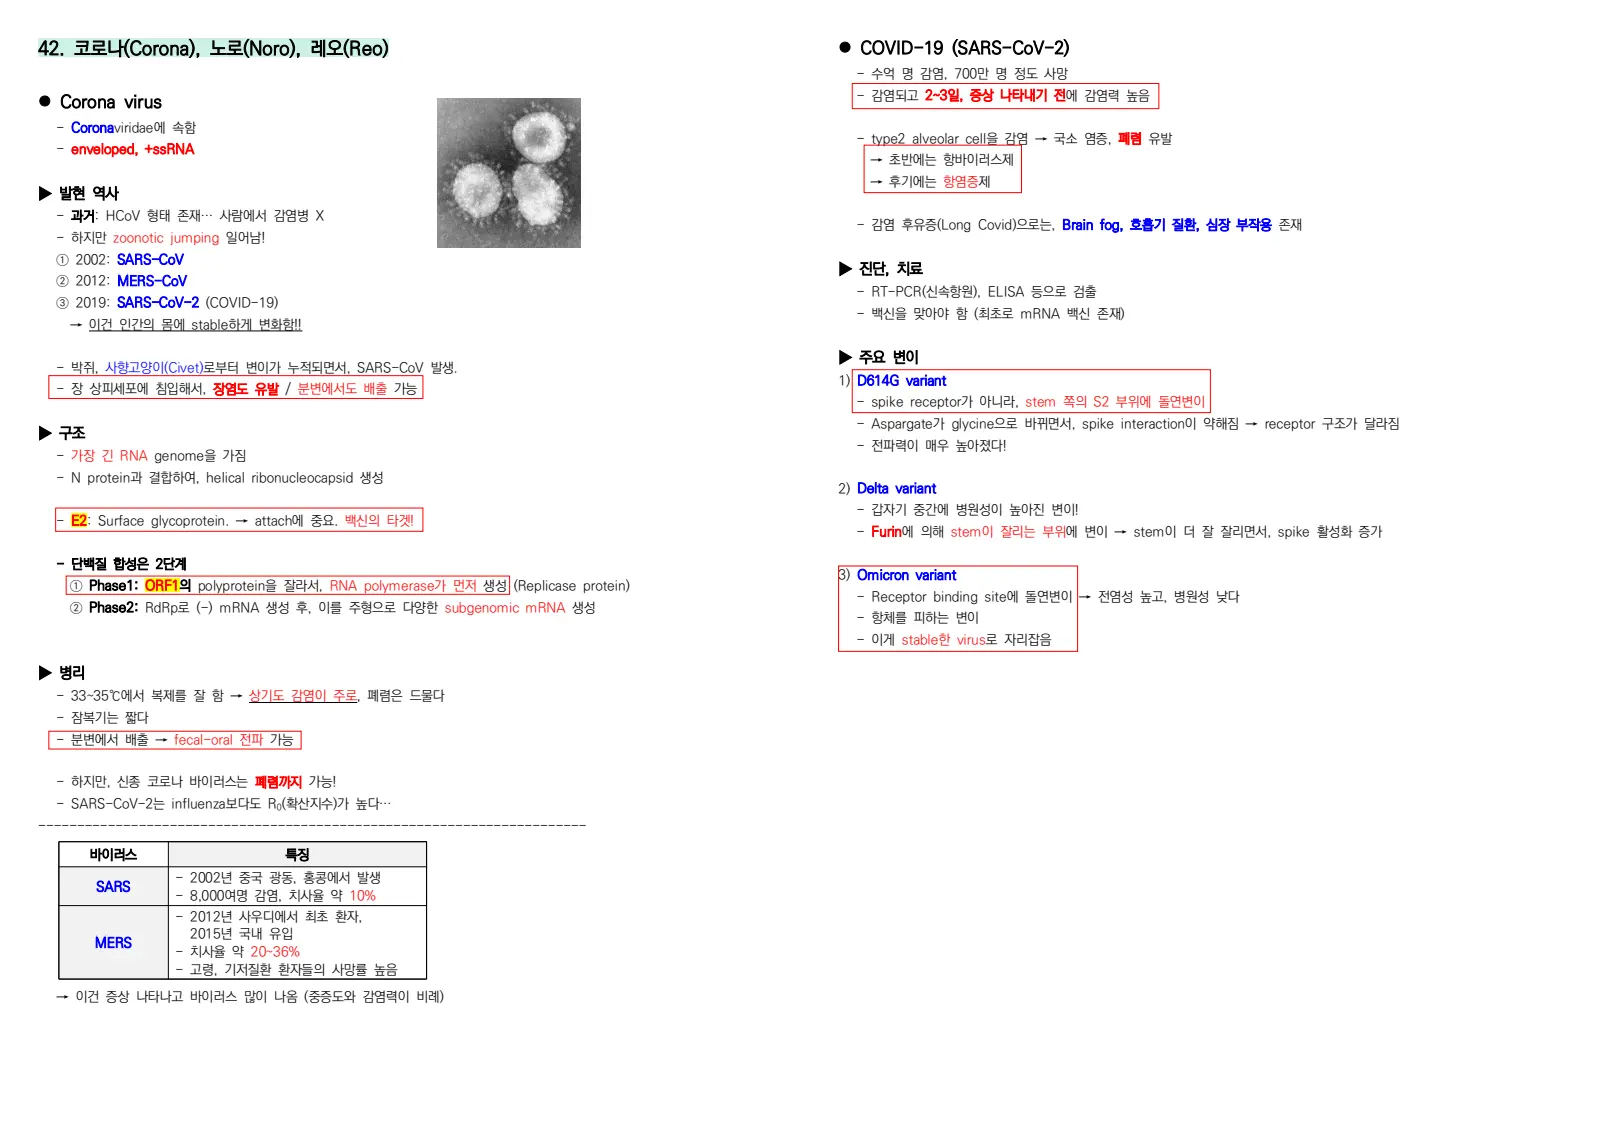 42. 코로나(Corona), 노로(Noro), 레오(Reo)
● Corona virus
- Coronaviridae에 속함
- enveloped, +ssRNA
▶ 발현 역사
- 과거: HCoV 형태 존재… 사람에서 감염병 X
- 하지만 zoonotic jumping 일어남!
① 2002: SARS-CoV
② 2012: MERS-CoV
③ 2019: SARS-CoV-2 (COVID-19)
→ 이건 인간의 몸에 stable하게 변화함!!
- 박쥐, 사향고양이(Civet)로부터 변이가 누적되면서, SARS-CoV 발생.
- 장 상피세포에 침입해서, 장염도 유발 / 분변에서도 배출 가능
▶ 구조
- 가장 긴 RNA genome을 가짐
- N protein과 결합하여, helical ribonucleocapsid 생성
- E2: Surface glycoprotein. → attach에 중요. 백신의 타겟!
- 단백질 합성은 2단계
① Phase1: ORF1의 polyprotein을 잘라서, RNA polymerase가 먼저 생성 (Replicase protein)
② Phase2: RdRp로 (-) mRNA 생성 후, 이를 주형으로 다양한 subgenomic mRNA 생성
▶ 병리
- 33~35℃에서 복제를 잘 함 → 상기도 감염이 주로, 폐렴은 드물다
- 잠복기는 짧다
- 분변에서 배출 → fecal-oral 전파 가능
- 하지만, 신종 코로나 바이러스는 폐렴까지 가능!
- SARS-CoV-2는 influenza보다도 R0(확산지수)가 높다…
------------------------------------------------------------------------
바이러스 특징
SARS
- 2002년 중국 광동, 홍콩에서 발생
- 8,000여명 감염, 치사율 약 10%
MERS
- 2012년 사우디에서 최초 환자,
2015년 국내 유입
- 치사율 약 20~36%
- 고령, 기저질환 환자들의 사망률 높음
→ 이건 증상 나타나고 바이러스 많이 나옴 (중증도와 감염력이 비례)
● COVID-19 (SARS-CoV-2)
- 수억 명 감염, 700만 명 정도 사망
- 감염되고 2~3일, 증상 나타내기 전에 감염력 높음
- type2 alveolar cell을 감염 → 국소 염증, 폐렴 유발
→ 초반에는 항바이러스제
→ 후기에는 항염증제
- 감염 후유증(Long Covid)으로는, Brain fog, 호흡기 질환, 심장 부작용 존재
▶ 진단, 치료
- RT-PCR(신속항원), ELISA 등으로 검출
- 백신을 맞아야 함 (최초로 mRNA 백신 존재)
▶ 주요 변이
1) D614G variant
- spike receptor가 아니라, stem 쪽의 S2 부위에 돌연변이
- Aspargate가 glycine으로 바뀌면서, spike interaction이 약해짐 → receptor 구조가 달라짐
- 전파력이 매우 높아졌다!
2) Delta variant
- 갑자기 중간에 병원성이 높아진 변이!
- Furin에 의해 stem이 잘리는 부위에 변이 → stem이 더 잘 잘리면서, spike 활성화 증가
3) Omicron variant
- Receptor binding site에 돌연변이 → 전염성 높고, 병원성 낮다
- 항체를 피하는 변이
- 이게 stable한 virus로 자리잡음